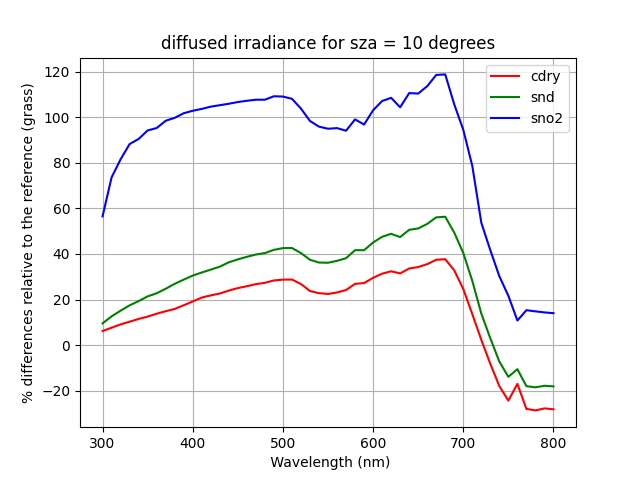 diffused irradiance for sza = 10 degrees
% differences relative to the reference (grass)
120
100
80
60
40
20
0
−20
cdry
snd
sno2
300 400 500 600 700 800
Wavelength (nm)